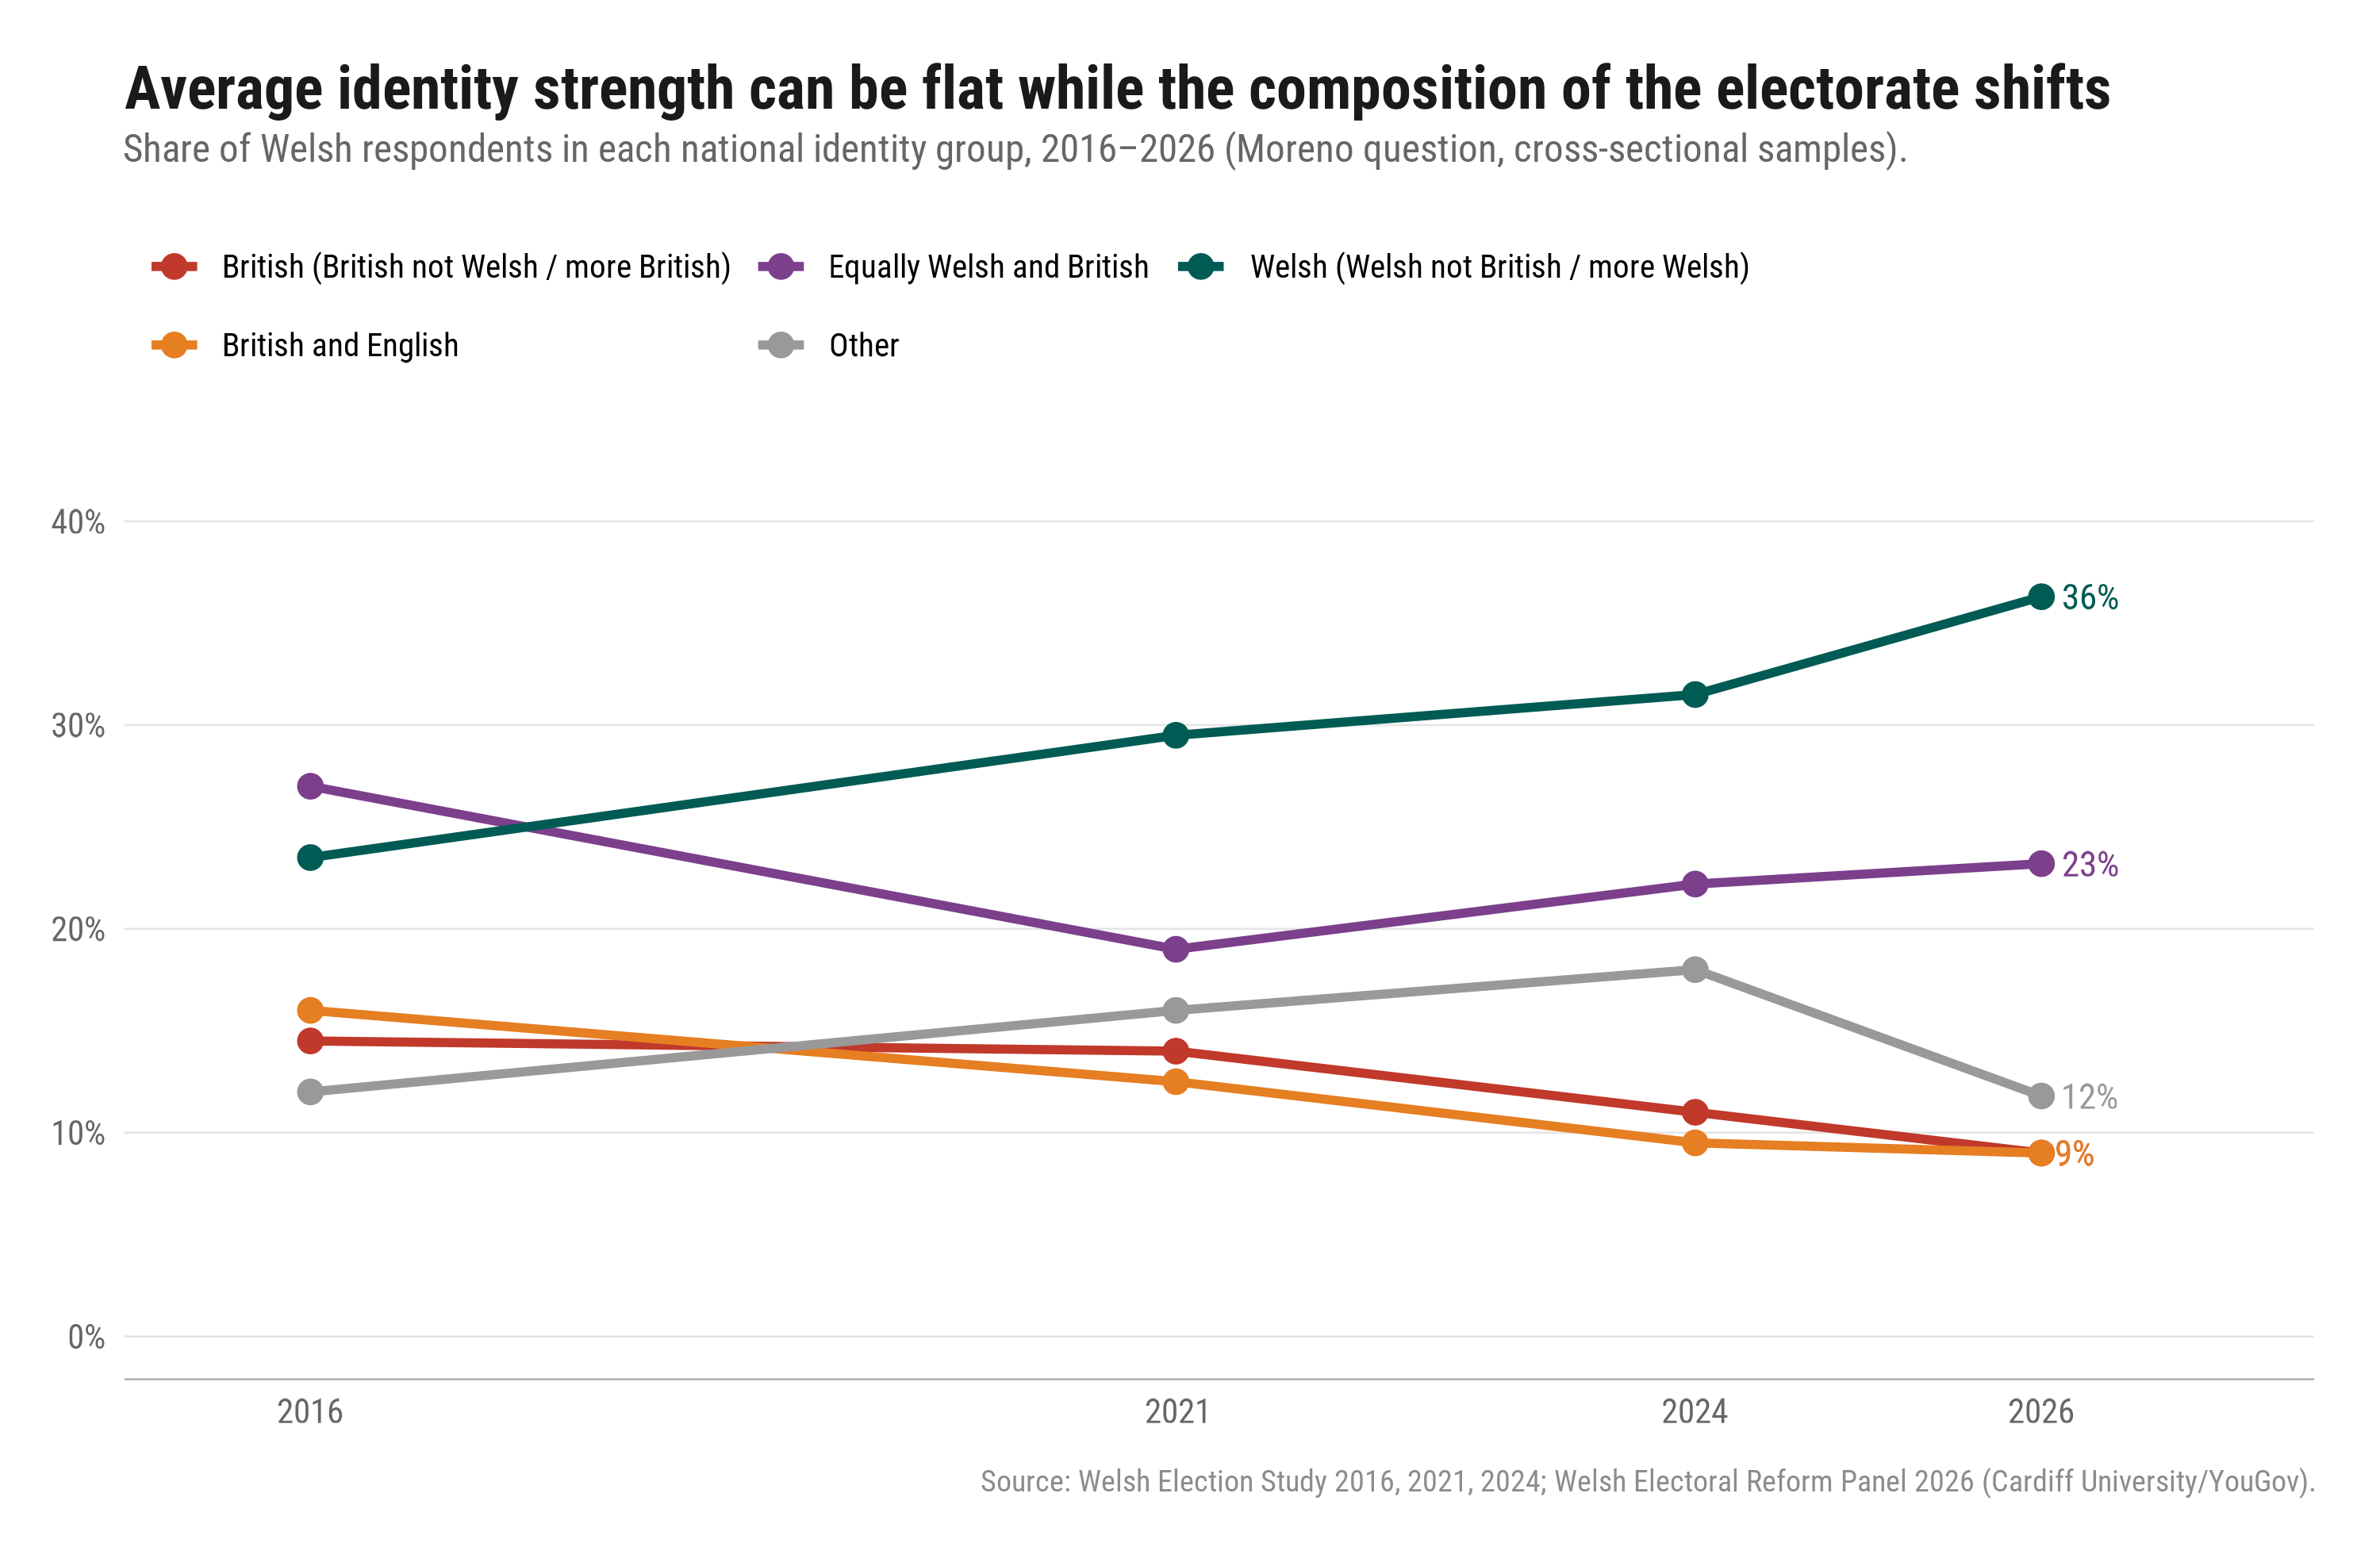 Average identity strength can be flat while the composition of the electorate shifts
Share of Welsh respondents in each national identity group, 2016–2026 (Moreno question, cross-sectional samples).
British (British not Welsh / more British)
Equally Welsh and British
Welsh (Welsh not British / more Welsh)
British and English
Other
40%
30%
20%
10%
0%
36%
23%
12%
9%
2016
2021
2024
2026
Source: Welsh Election Study 2016, 2021, 2024; Welsh Electoral Reform Panel 2026 (Cardiff University/YouGov).